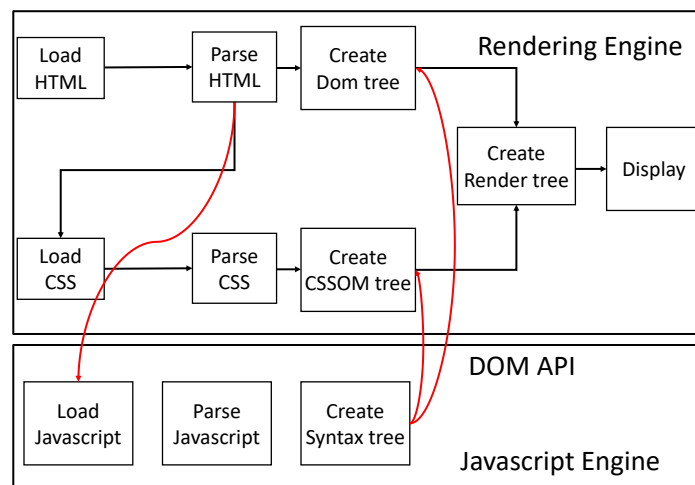 Rendering Engine
Load
HTML
Parse
HTML
Create
Dom tree
Create
Render tree
Display
Load
CSS
Parse
CSS
Create
CSSOM tree
DOM API
Load
Javascript
Parse
Javascript
Create
Syntax tree
Javascript Engine